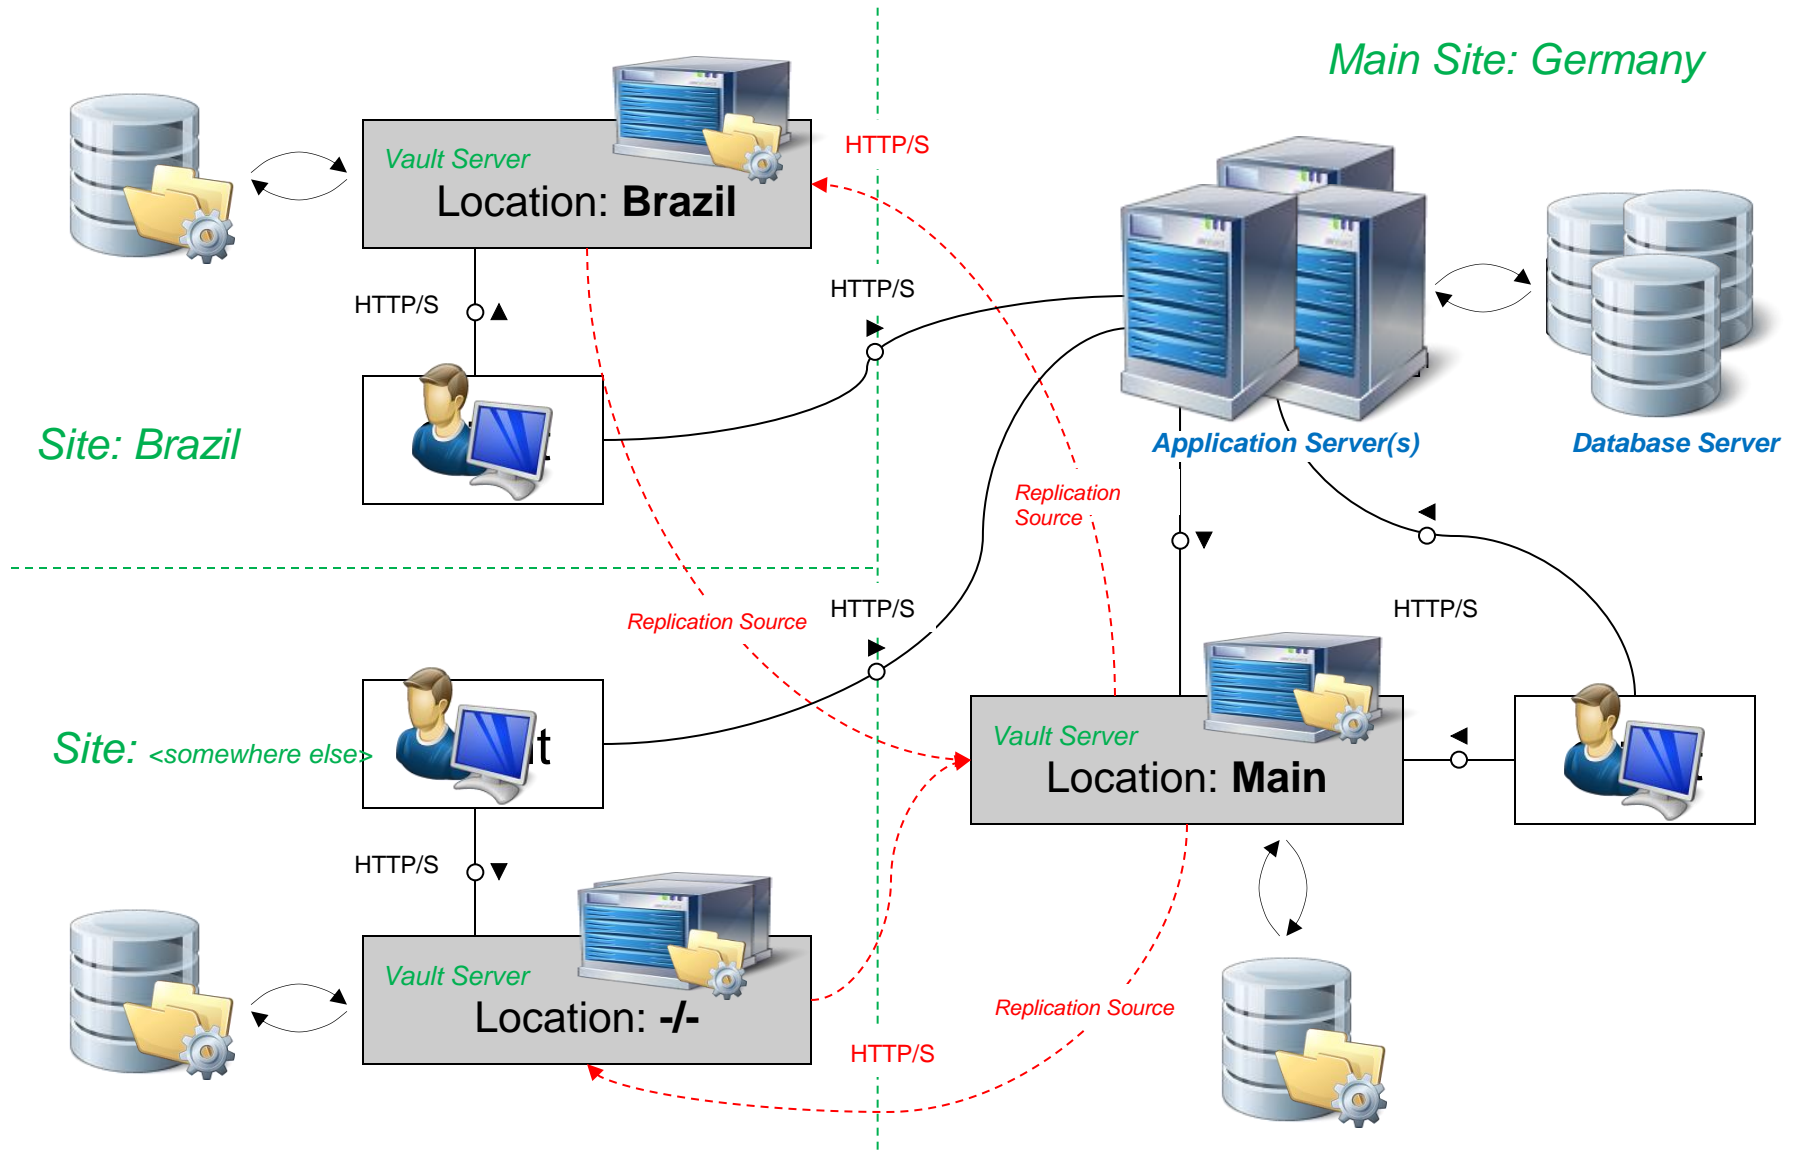 Main Site: Germany
Vault Server
Location: Brazil
HTTP/S
HTTP/S
HTTP/S
Site: Brazil
Application Server(s)
Database Server
Replication
Source
Replication Source
HTTP/S
HTTP/S
Site: <somewhere else>
Vault Server
Location: Main
HTTP/S
Vault Server
Location: -/-
Replication Source
HTTP/S